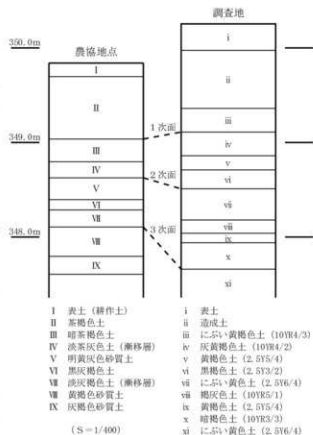 調査地
農協地点
350.0m
349.0m
348.0m
I
II
III
IV
V
VI
VII
VIII
IX
i
ii
iii
iv
v
vi
vii
viii
ix
x
xi
1次面
2次面
3次面
I 表土（耕作土）
II 茶褐色土
III 暗茶褐色土
IV 淡茶灰色土（漸移層）
V 明黄灰色砂質土
VI 黒灰褐色土
VII 淡灰褐色土（漸移層）
VIII 黄褐色砂質土
IX 灰褐色砂質土
（S＝1/400）
i 表土
ii 造成土
iii にぶい黄褐色土（10YR4/3）
iv 灰黄褐色土（10YR4/2）
v 黄褐色土（2.5Y5/4）
vi 黒褐色土（2.5Y3/2）
vii にぶい黄色土（2.5Y6/4）
viii 褐灰色土（10YR5/1）
ix 黄褐色土（2.5Y5/4）
x 暗褐色土（10YR3/3）
xi にぶい黄色土（2.5Y6/4）